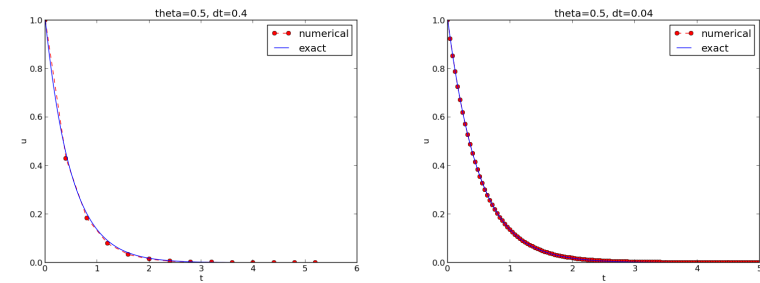 theta=0.5, dt=0.4
1.0
0.8
0.6
0.4
0.2
0.0
u
0 1 2 3 4 5 6
t
numerical
exact
theta=0.5, dt=0.04
1.0
0.8
0.6
0.4
0.2
0.0
u
0 1 2 3 4 5
t
numerical
exact